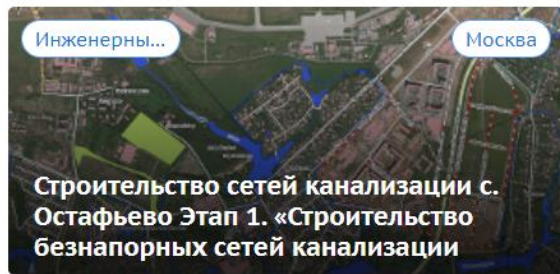 Инженерны...
Москва
Строительство сетей канализации с.
Остафьево Этап 1. «Строительство
безнапорных сетей канализации